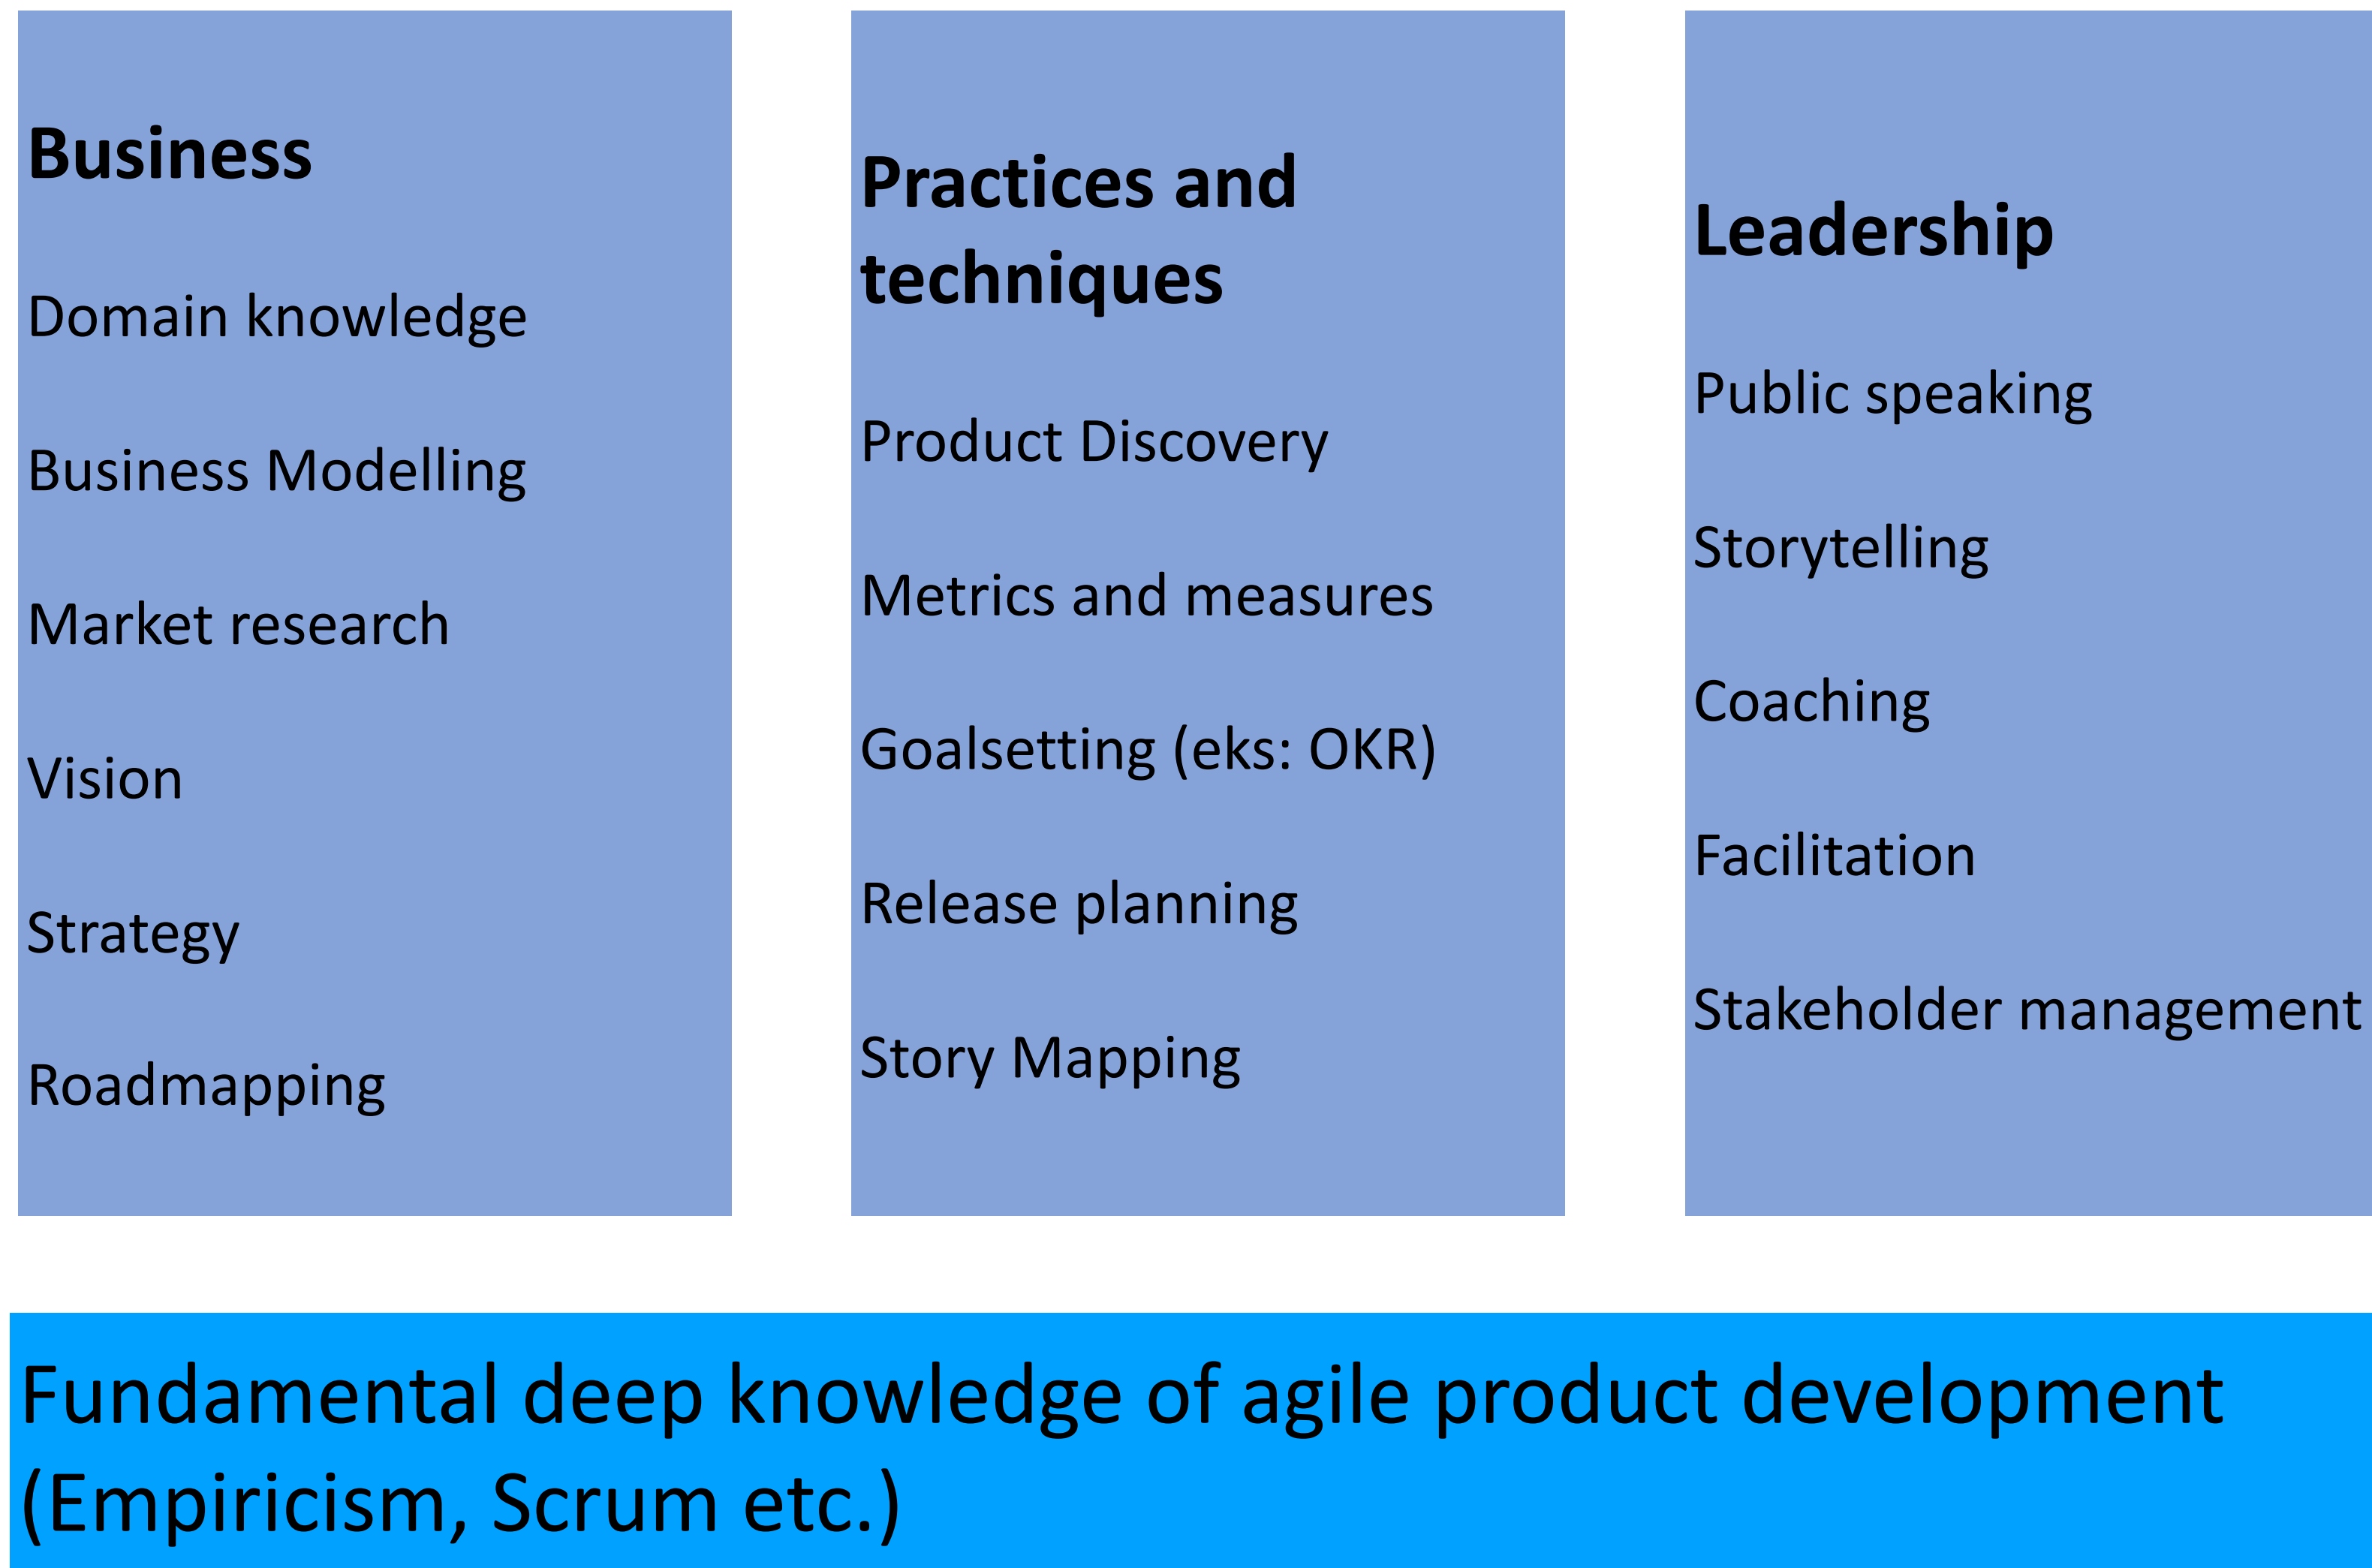 Business
Domain knowledge
Business Modelling
Market research
Vision
Strategy
Roadmapping
Practices and
techniques
Product Discovery
Metrics and measures
Goalsetting (eks: OKR)
Release planning
Story Mapping
Leadership
Public speaking
Storytelling
Coaching
Facilitation
Stakeholder management
Fundamental deep knowledge of agile product development
(Empiricism, Scrum etc.)